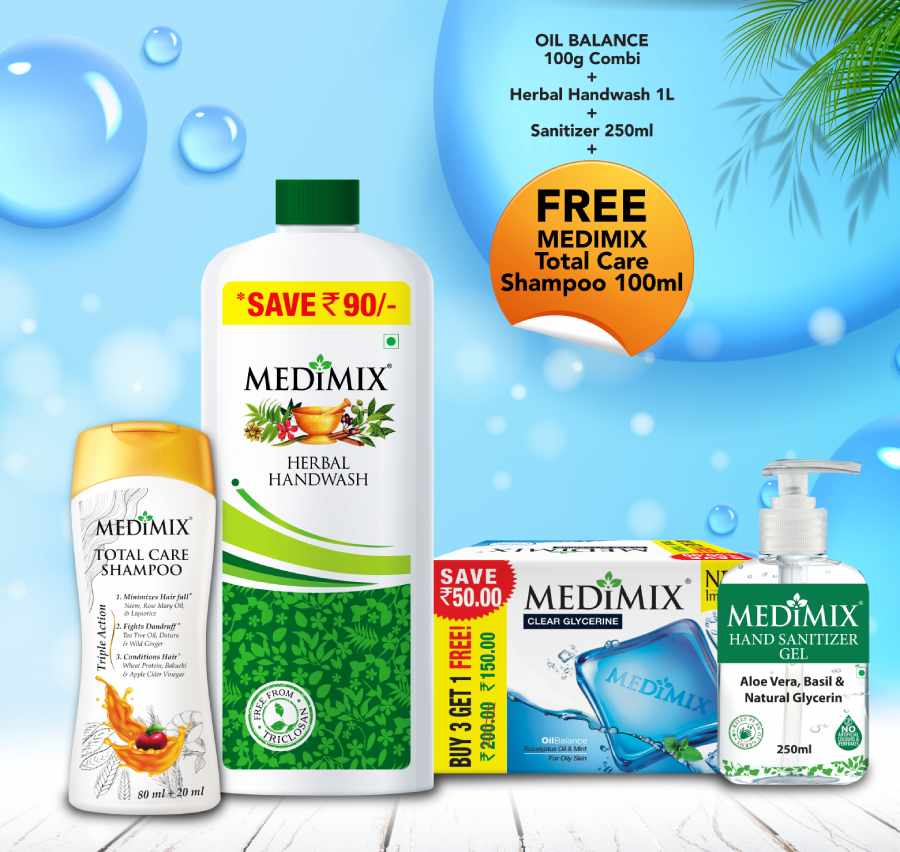 OIL BALANCE
100g Combi
+
Herbal Handwash 1L
+
Sanitizer 250ml
+
FREE
MEDIMIX
Total Care
Shampoo 100ml
*SAVE ₹ 90/-
MEDIMIX®
HERBAL
HANDWASH
FREE FROM
TRICLOSAN
MEDIMIX®
TOTAL CARE
SHAMPOO
Triple Action
1. Minimizes Hair fall*
Neem, Rose Mary Oil,
& Liquorice
2. Fights Dandruff*
Tea Tree Oil, Datura
& Wild Ginger
3. Conditions Hair*
Wheat Protein, Bakuchi
& Apple Cider Vinegar
80 ml + 20 ml
MEDIMIX
SAVE
₹50.00
BUY 3 GET 1 FREE!
₹ 200.00 ₹ 150.00
MEDIMIX®
CLEAR GLYCERINE
MEDIMIX
OilBalance
Eucalyptus Oil & Mint
For Oily Skin
MEDIMIX®
HAND SANITIZER
GEL
Aloe Vera, Basil &
Natural Glycerin
NO
250ml